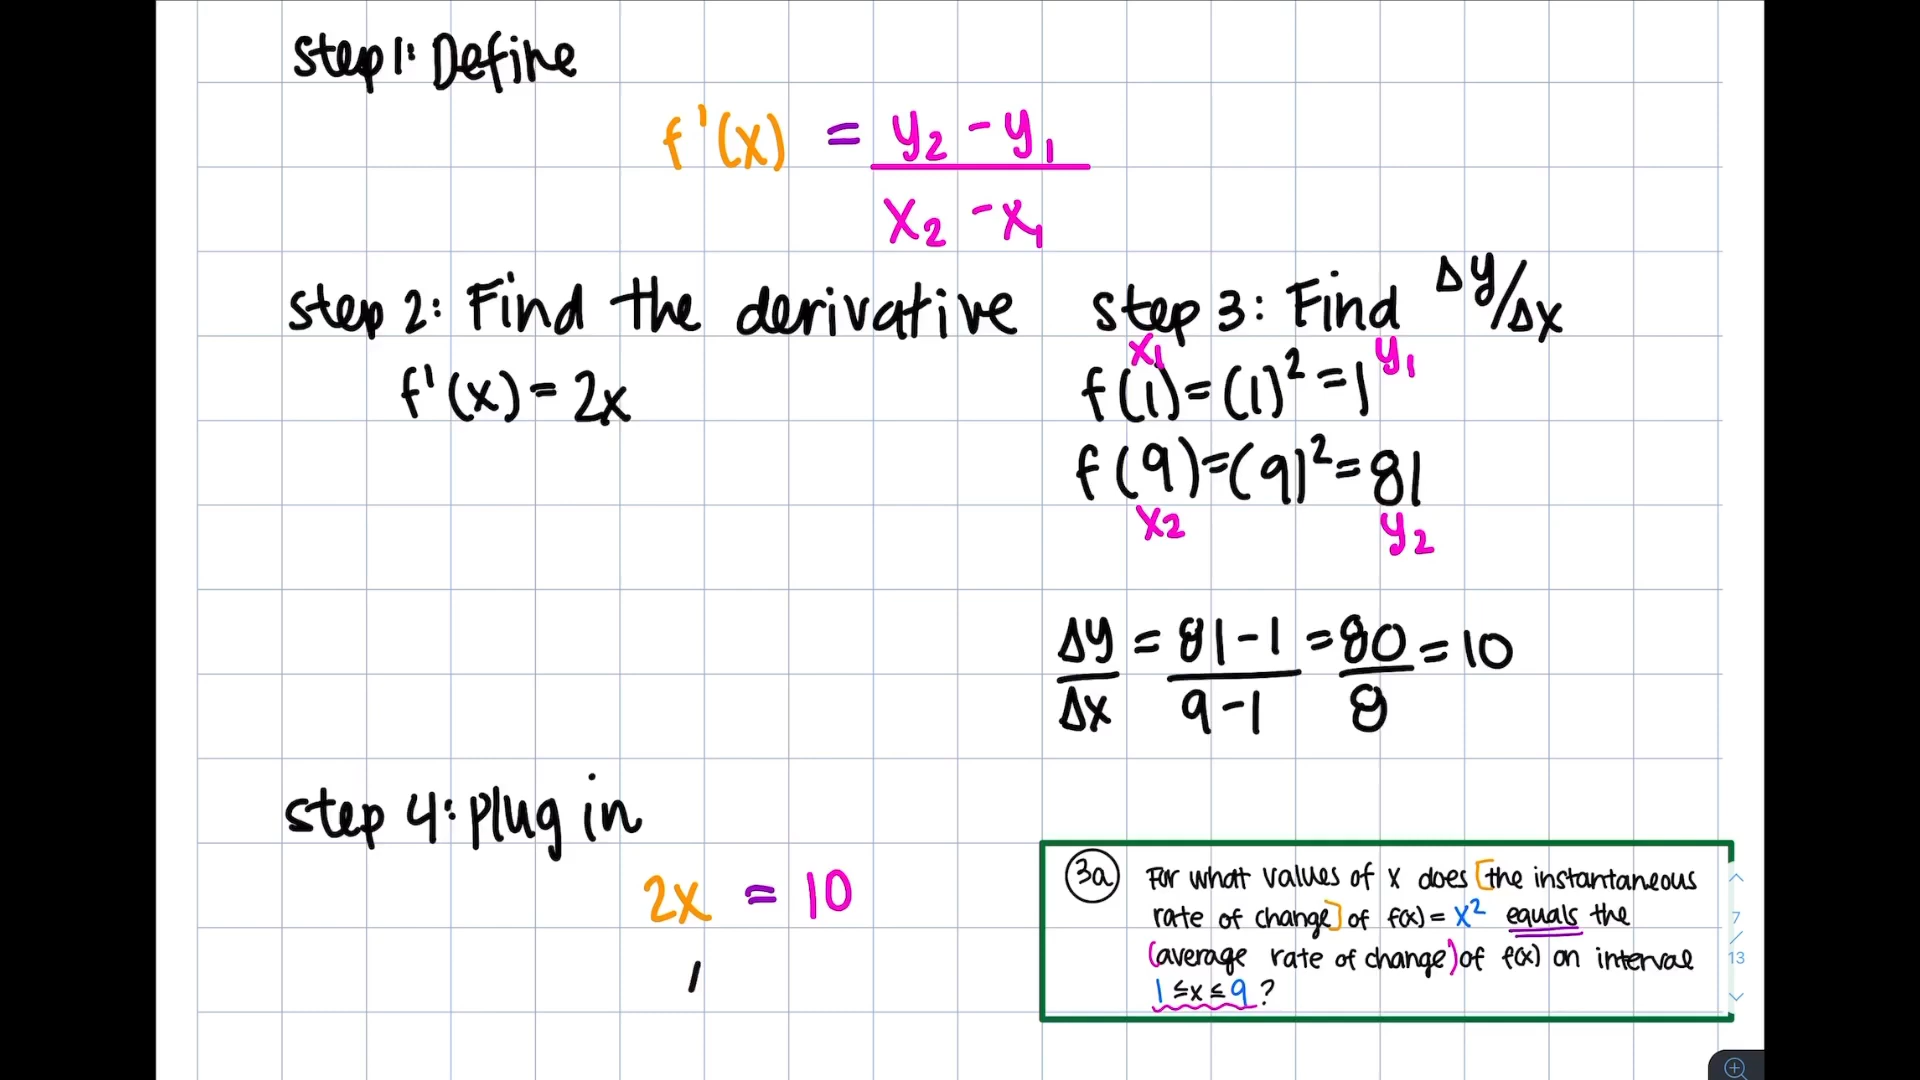 step 1: Define
f'(x) = y₂ - y₁
x₂ - x₁
step 2: Find the derivative
f'(x) = 2x
step 3: Find Δy/Δx
x₁ y₁
f(1) = (1)² = 1
f(9) = (9)² = 81
x₂ y₂
Δy = 81 - 1 = 80 = 10
Δx 9 - 1 8
step 4: plug in
2x = 10
3a For what values of x does [the instantaneous
rate of change] of f(x) = x² equals the
(average rate of change) of f(x) on interval
1 ≤ x ≤ 9?
7
/
13